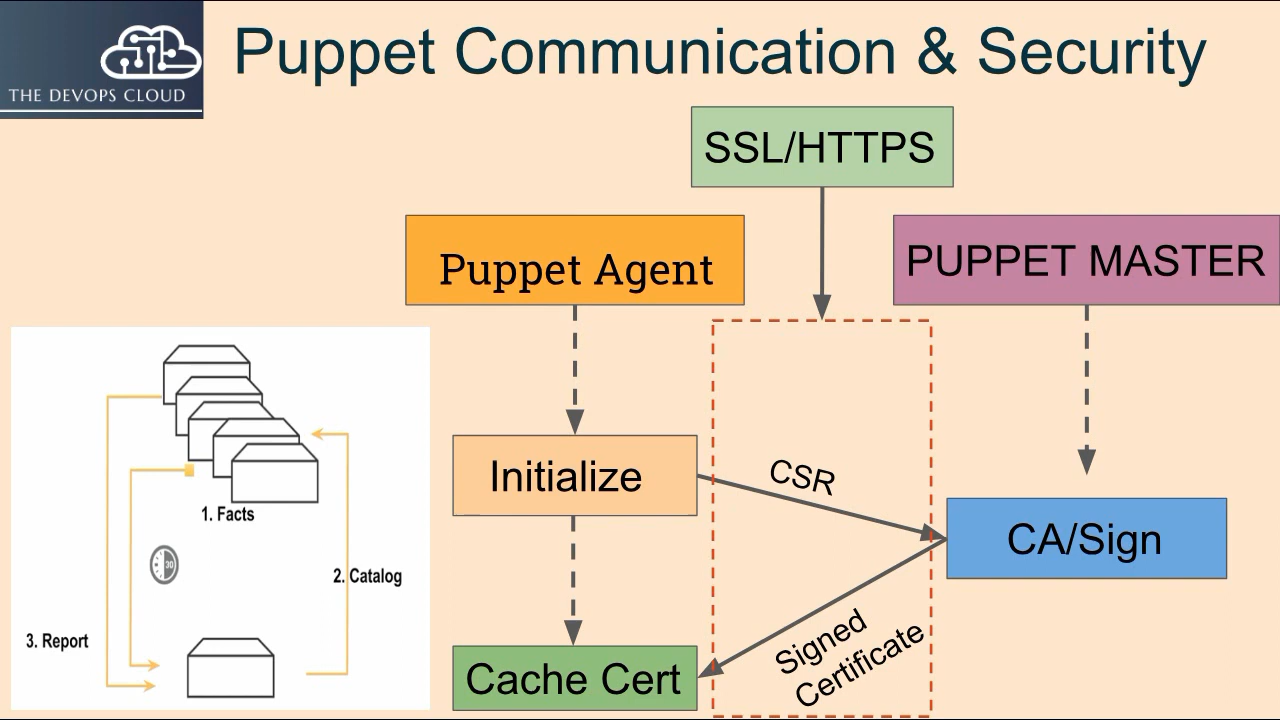 THE DEVOPS CLOUD
Puppet Communication & Security
SSL/HTTPS
Puppet Agent
PUPPET MASTER
Initialize
CSR
CA/Sign
Signed
Certificate
Cache Cert
1. Facts
30
2. Catalog
3. Report